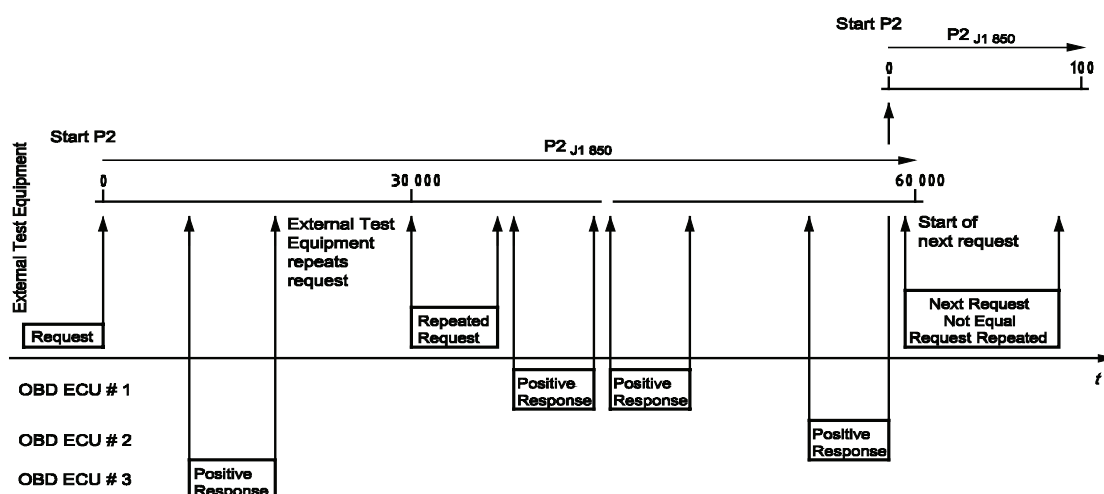 Start P2
P2 J1 850
0
100
Start P2
P2 J1 850
0
30 000
60 000
External Test Equipment
External Test
Equipment
repeats
request
Start of
next request
Request
Repeated
Request
Next Request
Not Equal
Request Repeated
t
OBD ECU # 1
Positive
Response
Positive
Response
OBD ECU # 2
Positive
Response
OBD ECU # 3
Positive
Response